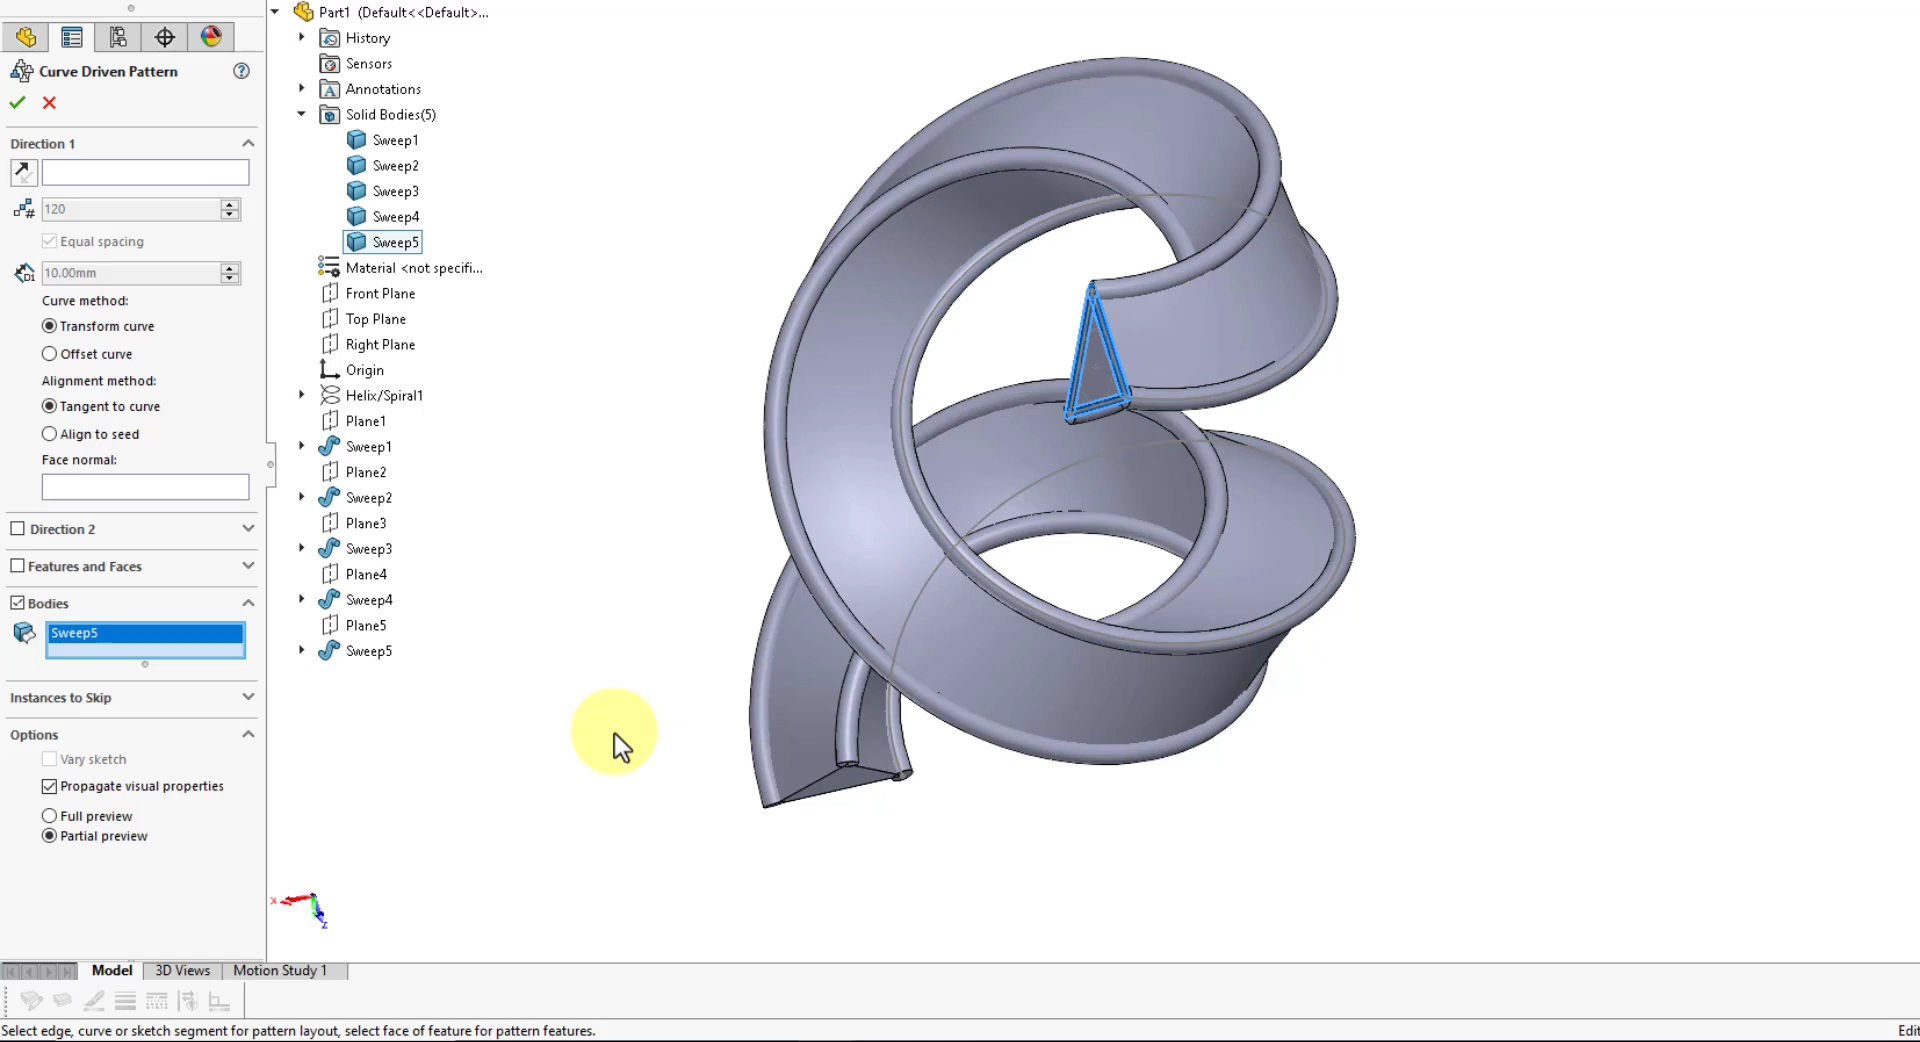 Curve Driven Pattern
Direction 1
120
Equal spacing
10.00mm
Curve method:
Transform curve
Offset curve
Alignment method:
Tangent to curve
Align to seed
Face normal:
Direction 2
Features and Faces
Bodies
Sweep5
Instances to Skip
Options
Vary sketch
Propagate visual properties
Full preview
Partial preview
Part1 (Default<<Default>...
History
Sensors
Annotations
Solid Bodies(5)
Sweep1
Sweep2
Sweep3
Sweep4
Sweep5
Material <not specifi...
Front Plane
Top Plane
Right Plane
Origin
Helix/Spiral1
Plane1
Sweep1
Plane2
Sweep2
Plane3
Sweep3
Plane4
Sweep4
Plane5
Sweep5
x
z
Model 3D Views Motion Study 1
Select edge, curve or sketch segment for pattern layout, select face of feature for pattern features.
Edit